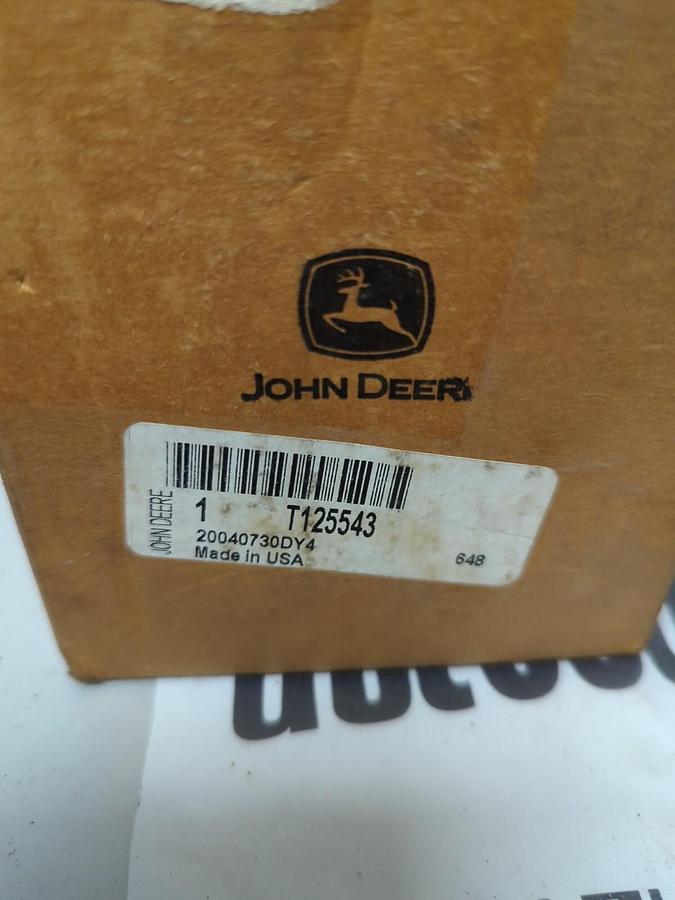 JOHN DEERE
JOHN DEERE
1 T125543
20040730DY4
Made in USA 648